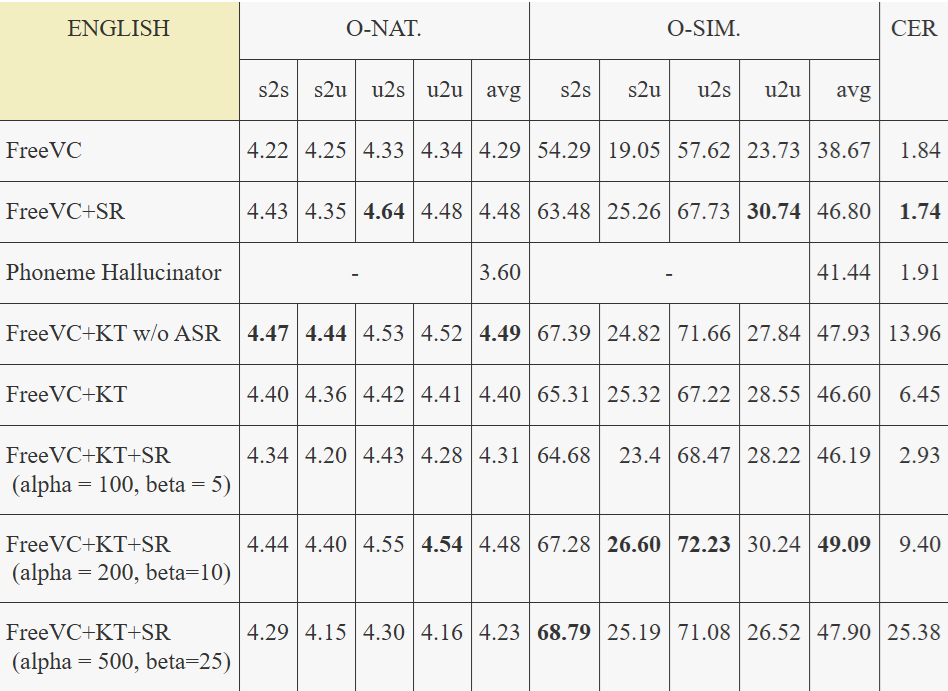 ENGLISH O-NAT. O-SIM. CER
s2s s2u u2s u2u avg s2s s2u u2s u2u avg
FreeVC 4.22 4.25 4.33 4.34 4.29 54.29 19.05 57.62 23.73 38.67 1.84
FreeVC+SR 4.43 4.35 4.64 4.48 4.48 63.48 25.26 67.73 30.74 46.80 1.74
Phoneme Hallucinator - 3.60 - 41.44 1.91
FreeVC+KT w/o ASR 4.47 4.44 4.53 4.52 4.49 67.39 24.82 71.66 27.84 47.93 13.96
FreeVC+KT 4.40 4.36 4.42 4.41 4.40 65.31 25.32 67.22 28.55 46.60 6.45
FreeVC+KT+SR 4.34 4.20 4.43 4.28 4.31 64.68 23.4 68.47 28.22 46.19 2.93
(alpha = 100, beta = 5)
FreeVC+KT+SR 4.44 4.40 4.55 4.54 4.48 67.28 26.60 72.23 30.24 49.09 9.40
(alpha = 200, beta=10)
FreeVC+KT+SR 4.29 4.15 4.30 4.16 4.23 68.79 25.19 71.08 26.52 47.90 25.38
(alpha = 500, beta=25)